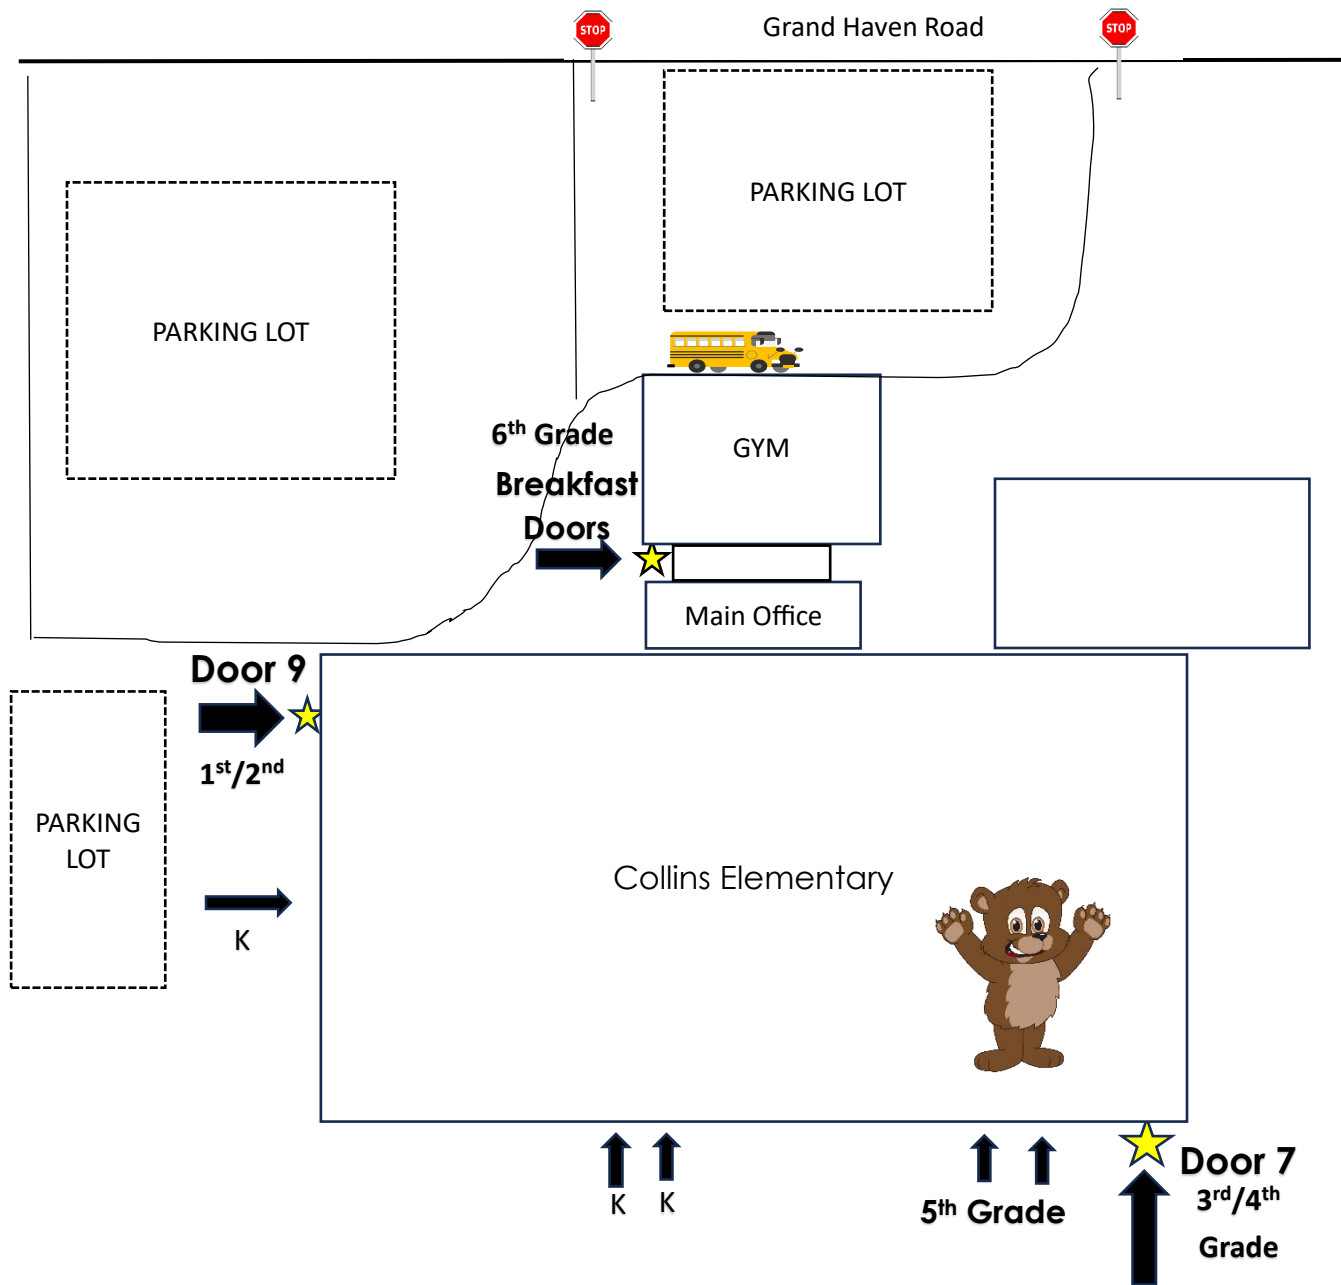 STOP
Grand Haven Road
STOP
PARKING LOT
PARKING LOT
6th Grade
Breakfast
Doors
GYM
Main Office
Door 9
1st/2nd
PARKING
LOT
K
Collins Elementary
K
K
5th Grade
Door 7
3rd/4th
Grade